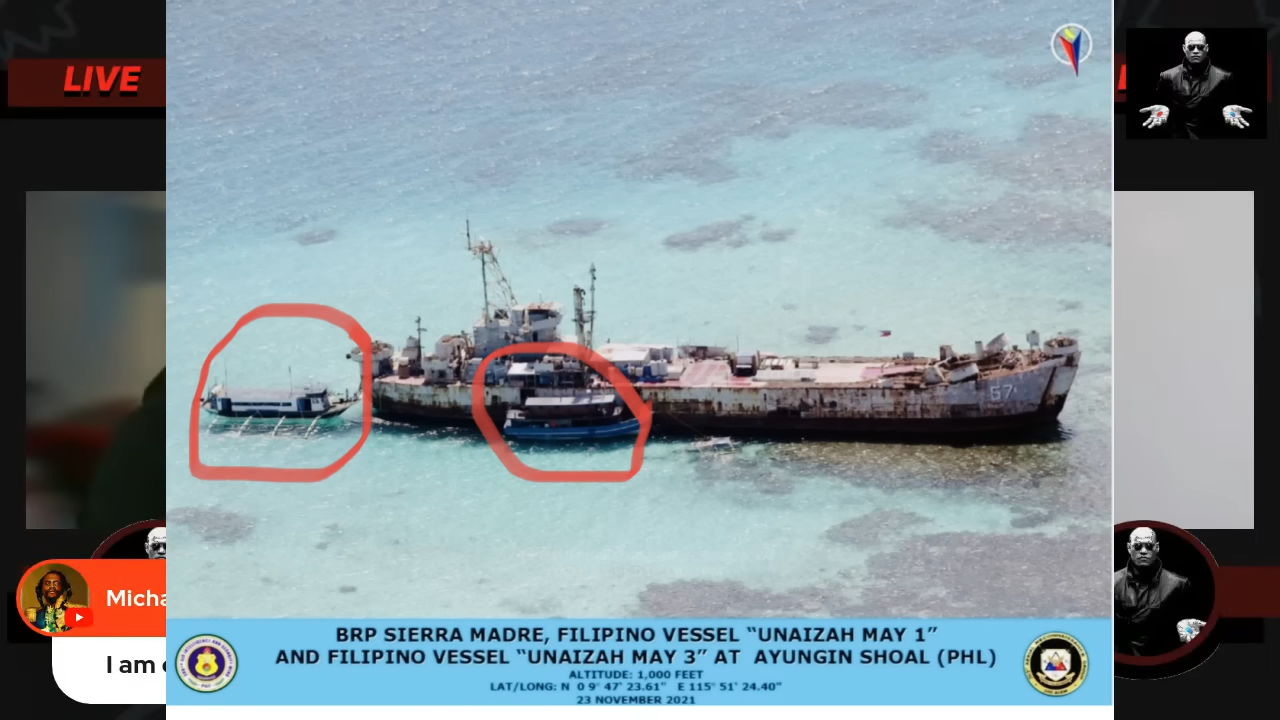 LIVE
57
Micha
I am
BRP SIERRA MADRE, FILIPINO VESSEL “UNAIZAH MAY 1”
AND FILIPINO VESSEL “UNAIZAH MAY 3” AT AYUNGIN SHOAL (PHL)
ALTITUDE: 1,000 FEET
LAT/LONG: N 0 9° 47' 23.61" E 115° 51' 24.40"
23 NOVEMBER 2021